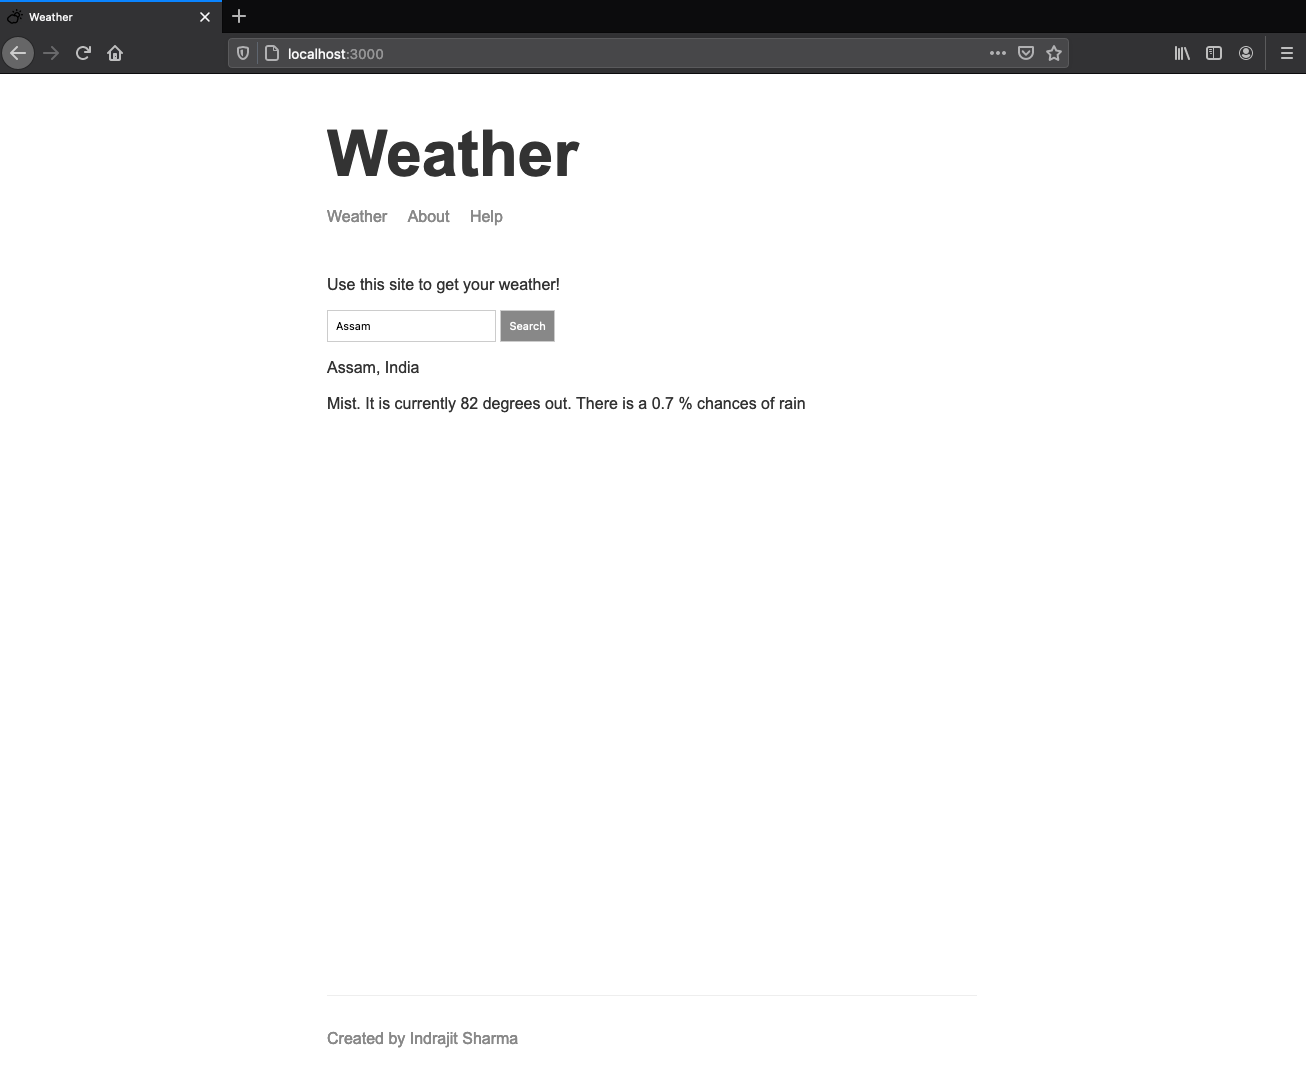 Weather
localhost:3000
Weather
Weather About Help
Use this site to get your weather!
Assam Search
Assam, India
Mist. It is currently 82 degrees out. There is a 0.7 % chances of rain
Created by Indrajit Sharma